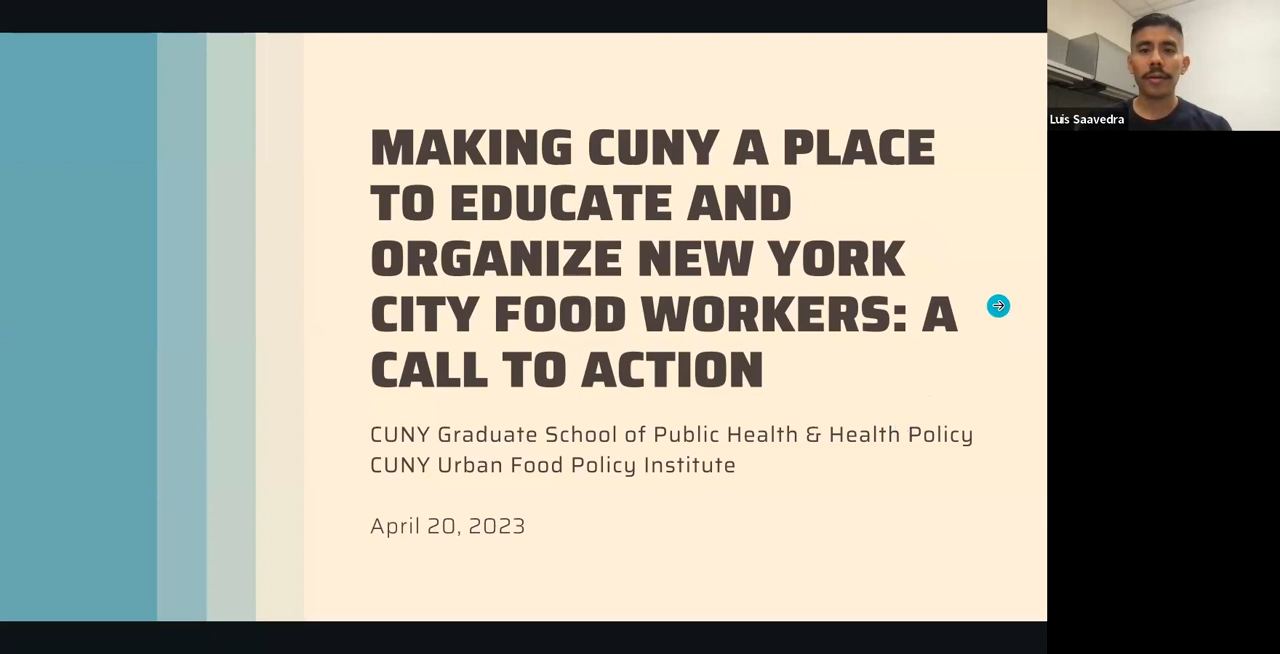 MAKING CUNY A PLACE
TO EDUCATE AND
ORGANIZE NEW YORK
CITY FOOD WORKERS: A
CALL TO ACTION
CUNY Graduate School of Public Health & Health Policy
CUNY Urban Food Policy Institute
April 20, 2023
Luis Saavedra